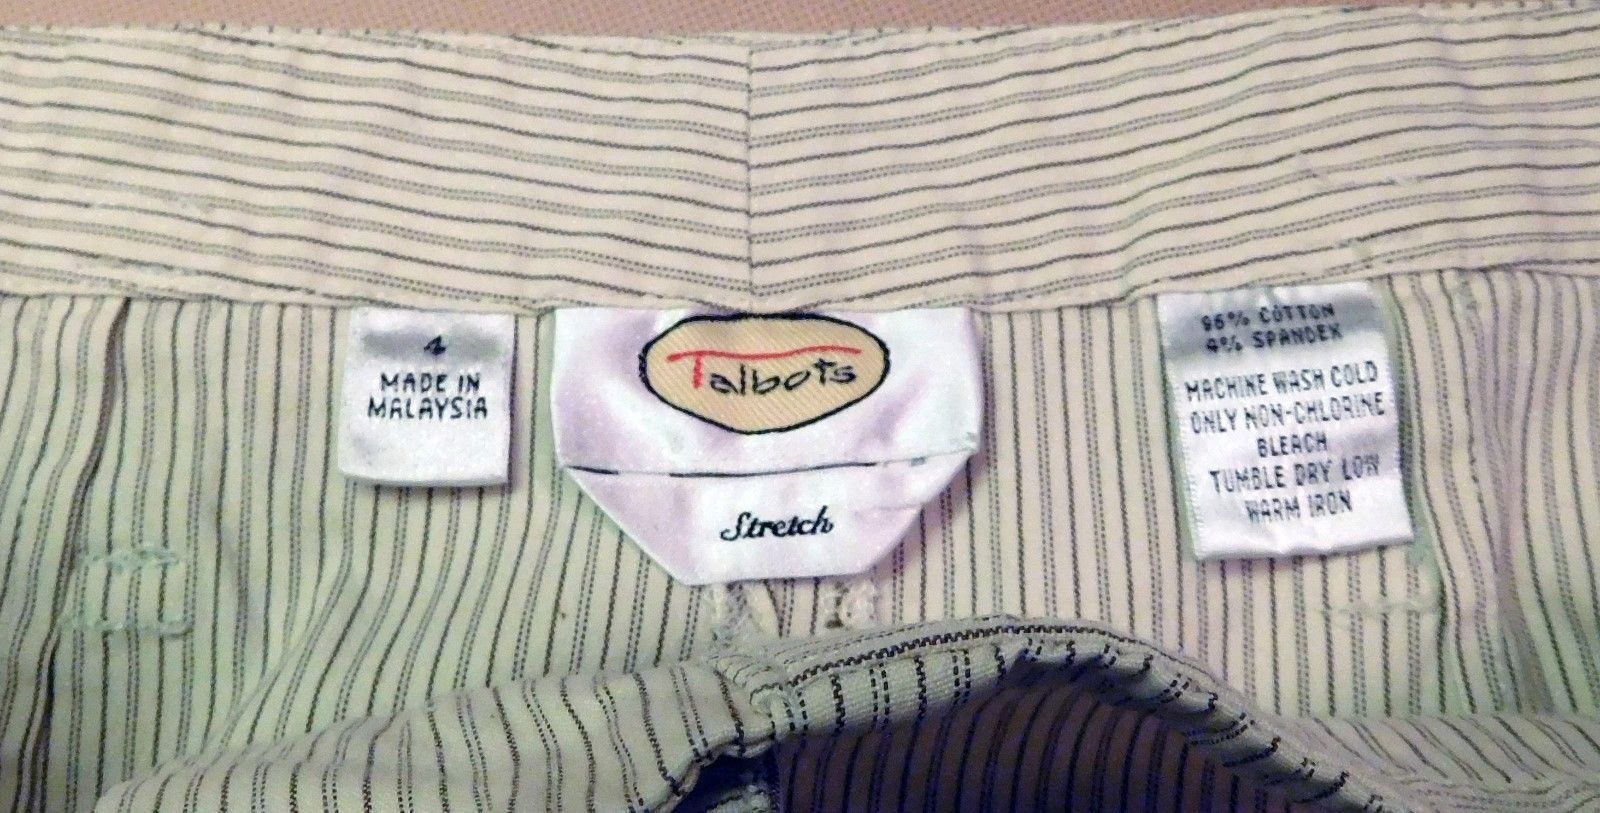 4
MADE IN
MALAYSIA
Talbots
Stretch
96% COTTON
4% SPANDEX
MACHINE WASH COLD
ONLY NON-CHLORINE
BLEACH
TUMBLE DRY LOW
WARM IRON